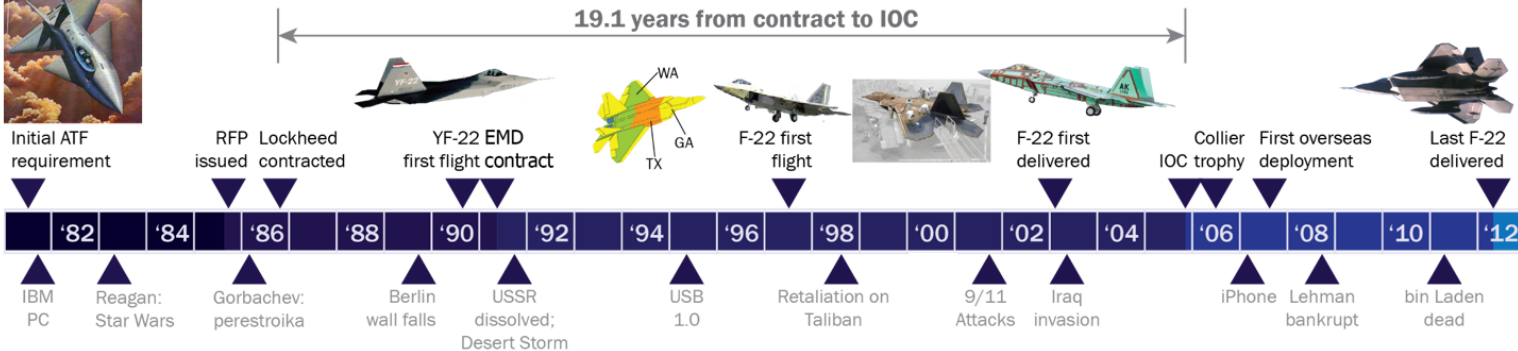 19.1 years from contract to IOC
YF-22
WA
GA
TX
AK
Initial ATF
requirement
RFP
issued
Lockheed
contracted
YF-22
first flight
EMD
contract
F-22 first
flight
F-22 first
delivered
IOC
Collier
trophy
First overseas
deployment
Last F-22
delivered
‘82
‘84
‘86
‘88
‘90
‘92
‘94
‘96
‘98
‘00
‘02
‘04
‘06
‘08
‘10
‘12
IBM
PC
Reagan:
Star Wars
Gorbachev:
perestroika
Berlin
wall falls
USSR
dissolved;
Desert Storm
USB
1.0
Retaliation on
Taliban
9/11
Attacks
Iraq
invasion
iPhone
Lehman
bankrupt
bin Laden
dead